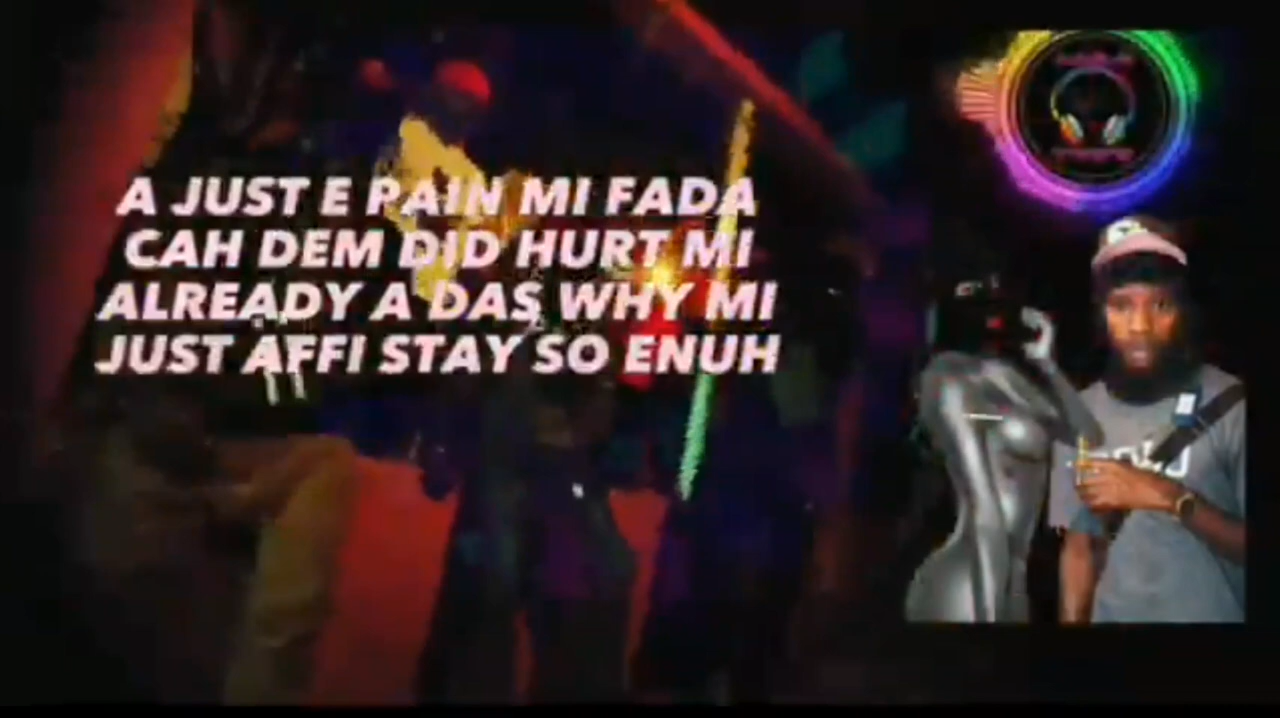 A JUST E PAIN MI FADA
CAH DEM DID HURT MI
ALREADY A DAS WHY MI
JUST AFFI STAY SO ENUH